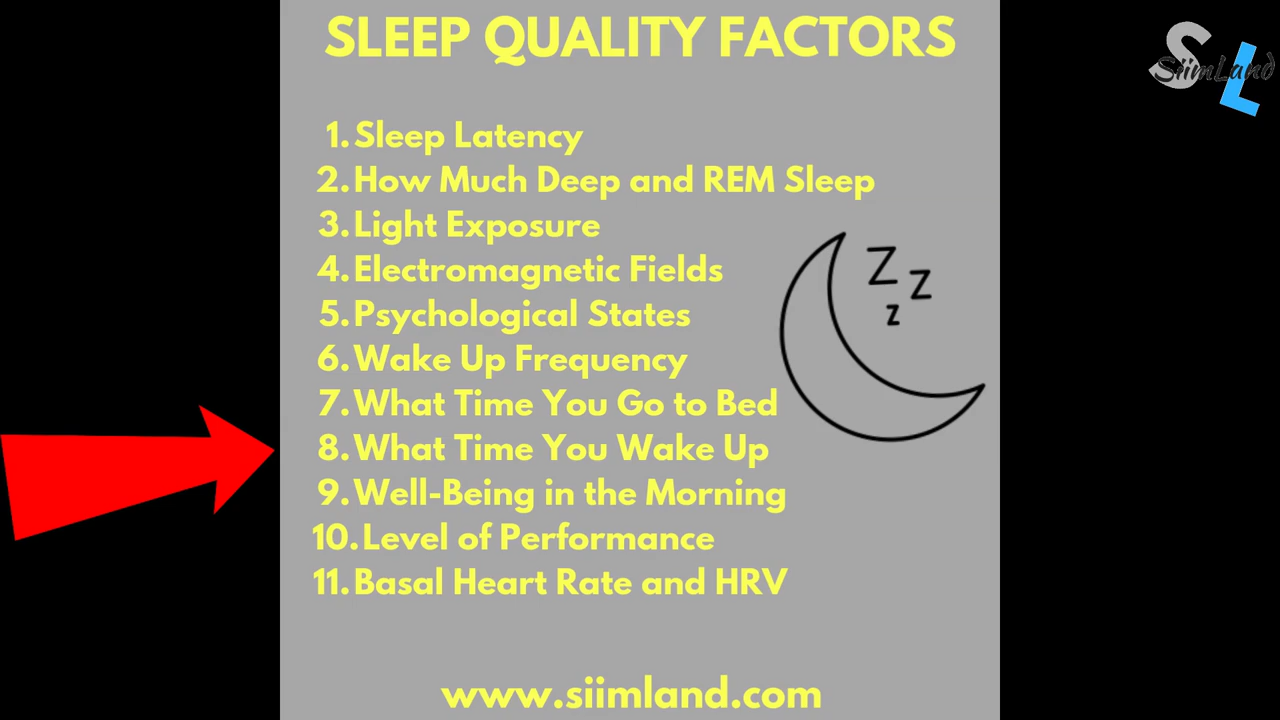 SLEEP QUALITY FACTORS
SiimLand
SL
1. Sleep Latency
2. How Much Deep and REM Sleep
3. Light Exposure
4. Electromagnetic Fields
5. Psychological States
6. Wake Up Frequency
7. What Time You Go to Bed
8. What Time You Wake Up
9. Well-Being in the Morning
10. Level of Performance
11. Basal Heart Rate and HRV
Z Z
z
www.siimland.com